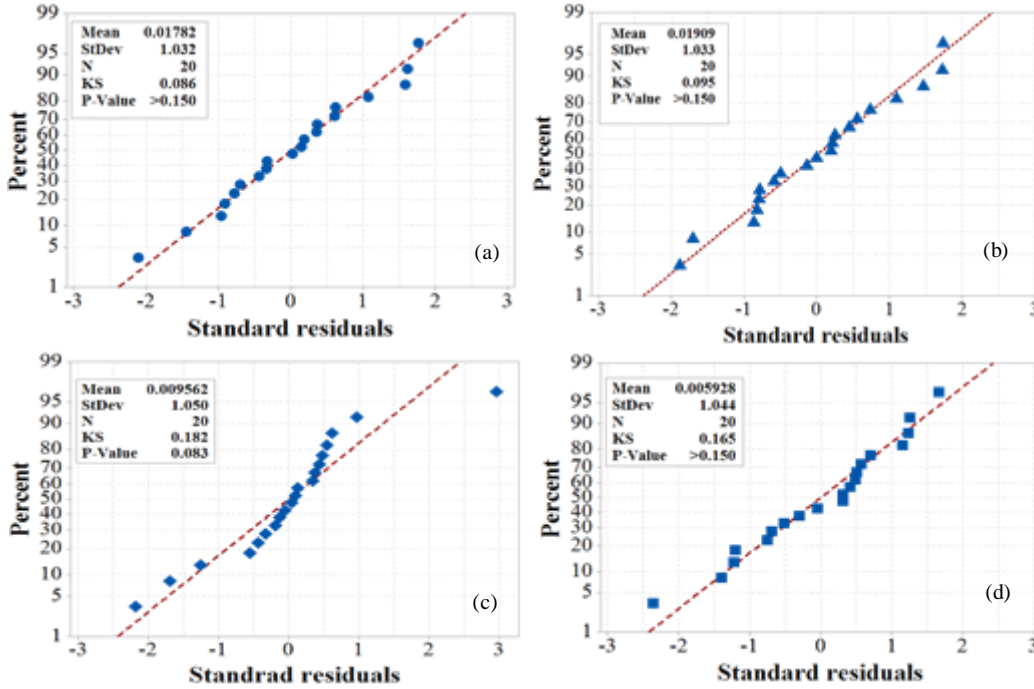 99
95
90
80
70
60
50
40
30
20
10
5
1
Percent
Mean 0.01782
StDev 1.032
N 20
KS 0.086
P-Value >0.150
(a)
-3 -2 -1 0 1 2 3
Standard residuals
99
95
90
80
70
60
50
40
30
20
10
5
1
Percent
Mean 0.01909
StDev 1.033
N 20
KS 0.095
P-Value >0.150
(b)
-3 -2 -1 0 1 2 3
Standard residuals
99
95
90
80
70
60
50
40
30
20
10
5
1
Percent
Mean 0.009562
StDev 1.050
N 20
KS 0.182
P-Value 0.083
(c)
-3 -2 -1 0 1 2 3
Standrad residuals
99
95
90
80
70
60
50
40
30
20
10
5
1
Percent
Mean 0.005928
StDev 1.044
N 20
KS 0.165
P-Value >0.150
(d)
-3 -2 -1 0 1 2 3
Standard residuals